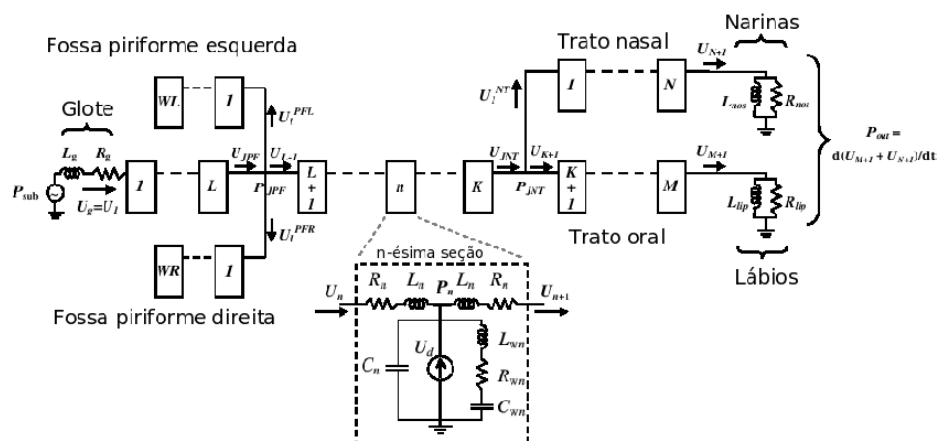 Fossa piriforme esquerda
Trato nasal
Narinas
Glote
WL
1
U_1^PFL
U_1^NT
1
N
U_N+1
L_nos
R_nos
L_g
R_g
P_sub
U_g=U_1
1
L
U_JPF
U_L+1
P_JPF
L + 1
n
K
U_JNT
U_K+1
P_JNT
K + 1
M
U_M+1
L_lip
R_lip
P_out =
d(U_M+1 + U_N+1)/dt
WR
1
U_1^PFR
Trato oral
Lábios
Fossa piriforme direita
n-ésima seção
U_n
R_n
L_n
P_n
L_n
R_n
U_n+1
C_n
U_d
L_wn
R_wn
C_wn